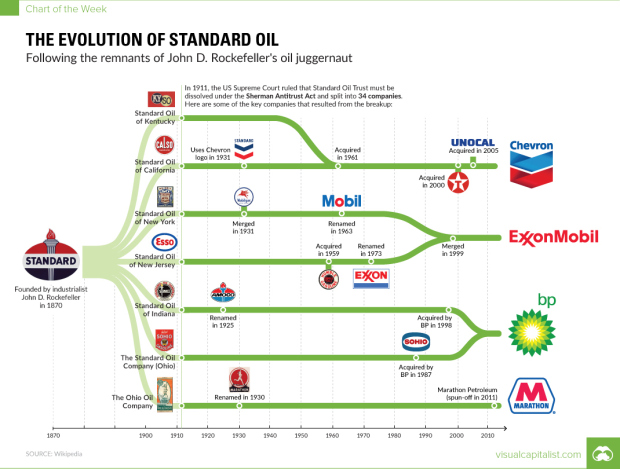 Chart of the Week
THE EVOLUTION OF STANDARD OIL
Following the remnants of John D. Rockefeller's oil juggernaut
In 1911, the US Supreme Court ruled that Standard Oil Trust must be
dissolved under the Sherman Antitrust Act and split into 34 companies.
Here are some of the key companies that resulted from the breakup:
KYSO
Standard Oil
of Kentucky
CALSO
Standard Oil
of California
Uses Chevron
logo in 1931
STANDARD
Acquired
in 1961
UNOCAL
Acquired in 2005
Acquired
in 2000
T
Chevron
Standard Oil
of New York
Merged
in 1931
Mobil
Renamed
in 1963
Merged
in 1999
ExxonMobil
Esso
Standard Oil
of New Jersey
Acquired
in 1959
Renamed
in 1973
EXXON
STANDARD
Founded by industrialist
John D. Rockefeller
in 1870
Standard Oil
of Indiana
AMOCO
Renamed
in 1925
Acquired by
BP in 1998
bp
SOHIO
The Standard Oil
Company (Ohio)
SOHIO
Acquired by
BP in 1987
The Ohio Oil
Company
MARATHON
Renamed in 1930
Marathon Petroleum
(spun-off in 2011)
M
MARATHON
1870
1900
1910
1920
1930
1940
1950
1960
1970
1980
1990
2000
2010
SOURCE: Wikipedia
visualcapitalist.com